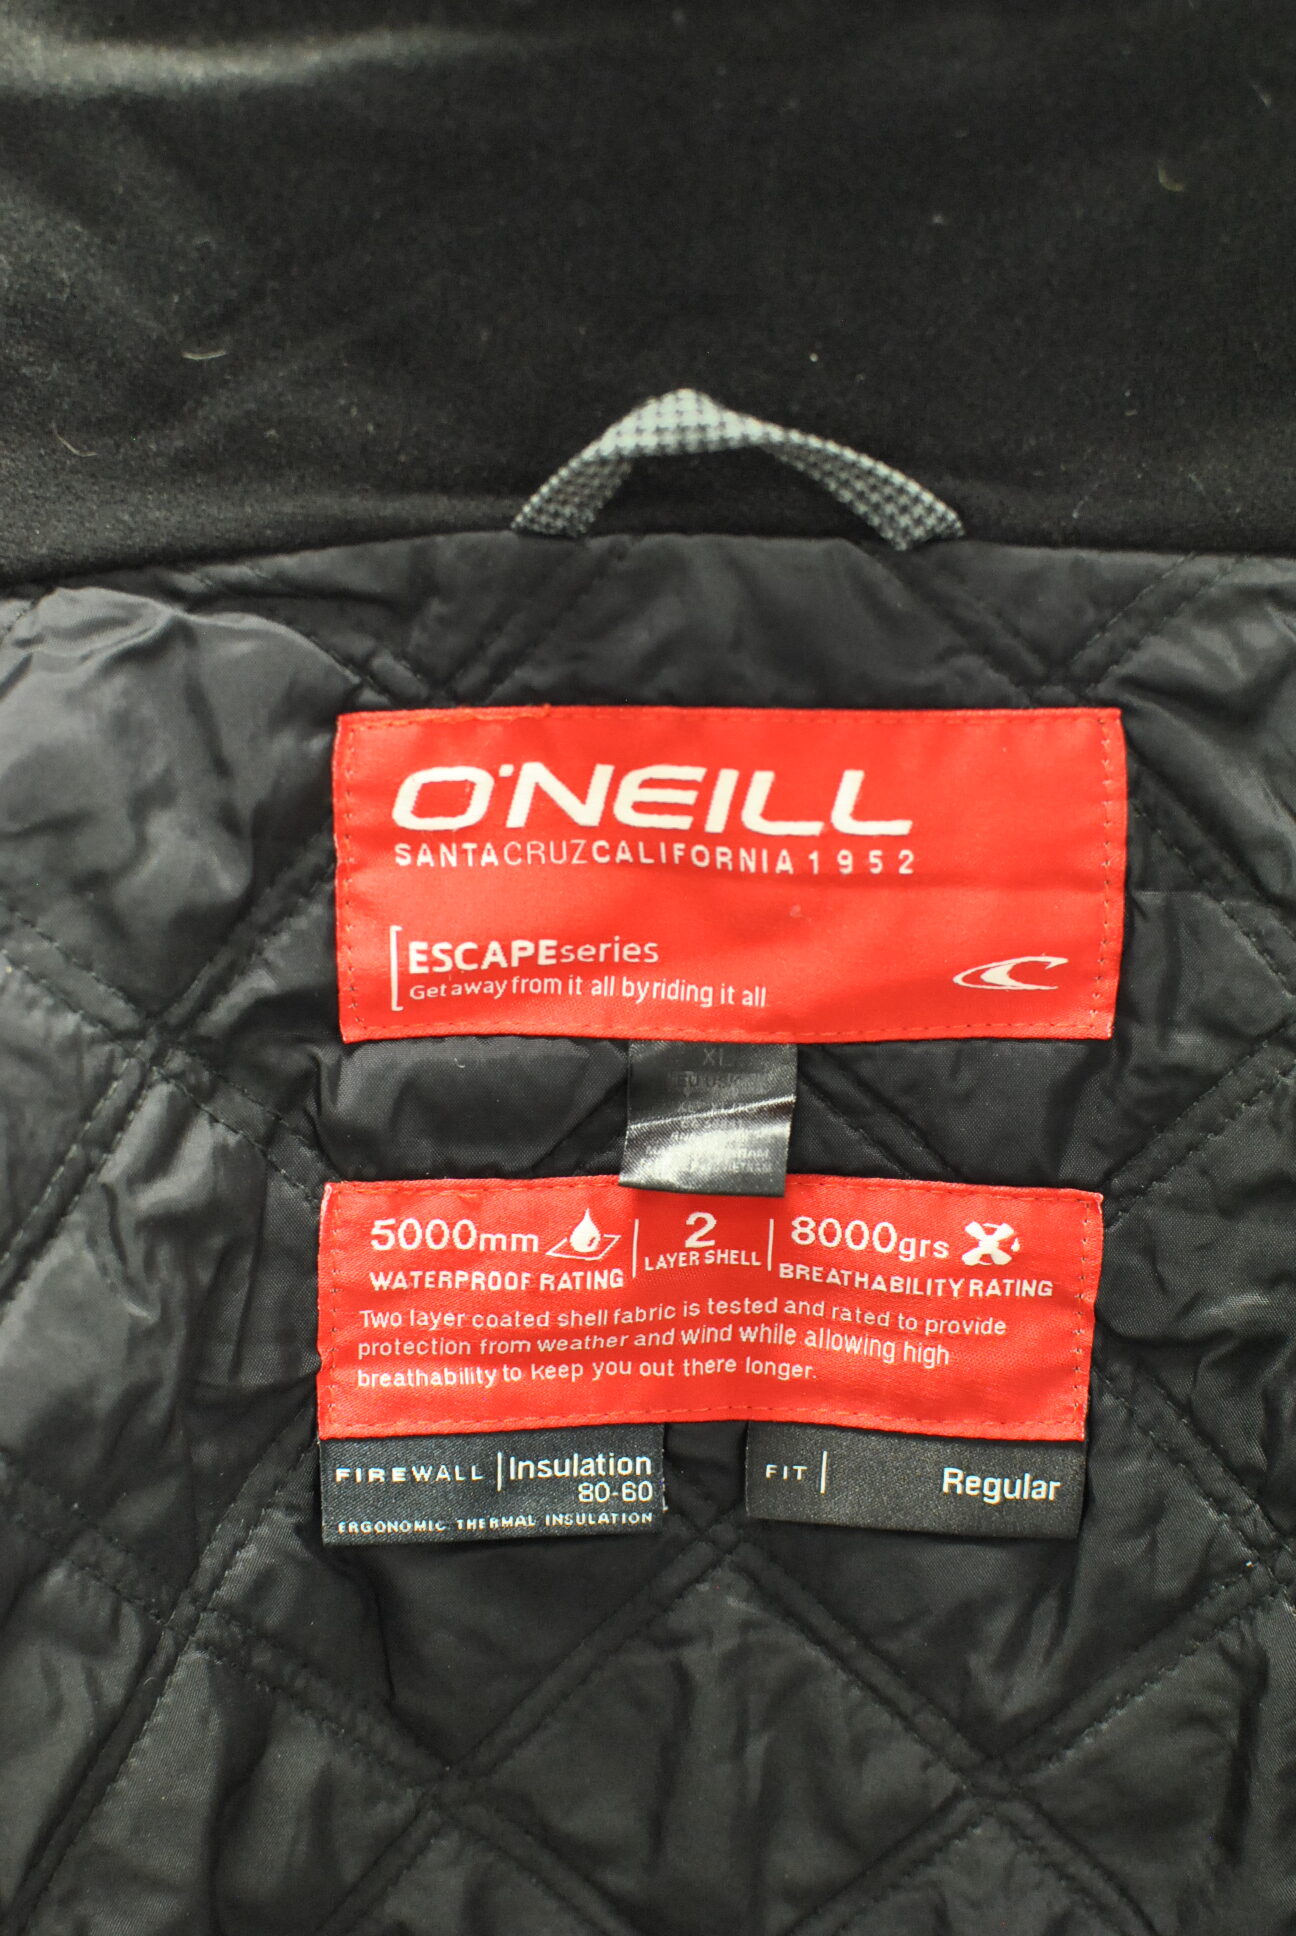 O'NEILL
SANTACRUZCALIFORNIA1952
ESCAPEseries
Get away from it all by riding it all
XL
5000mm
WATERPROOF RATING
2
LAYER SHELL
8000grs
BREATHABILITY RATING
Two layer coated shell fabric is tested and rated to provide
protection from weather and wind while allowing high
breathability to keep you out there longer.
FIREWALL Insulation
80-60
ERGONOMIC THERMAL INSULATION
FIT Regular